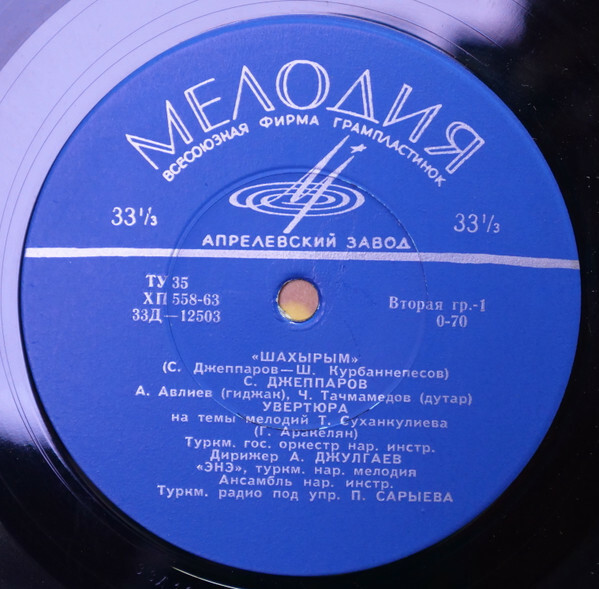 МЕЛОДИЯ
ВСЕСОЮЗНАЯ ФИРМА ГРАМПЛАСТИНОК
33⅓
33⅓
АПРЕЛЕВСКИЙ ЗАВОД
ТУ 35
ХП 558-63
33Д—12503
Вторая гр.-1
0-70
«ШАХЫРЫМ»
(С. Джеппаров—Ш. Курбаннепесов)
С. ДЖЕППАРОВ
А. Авлиев (гиджак), Ч. Тачмамедов (дутар)
УВЕРТЮРА
на темы мелодий Т. Суханкулиева
(Г. Аракелян)
Туркм. гос. оркестр нар. инстр.
Дирижер А. ДЖУЛГАЕВ
«ЭНЭ», туркм. нар. мелодия
Ансамбль нар. инстр.
Туркм. радио под упр. П. САРЫЕВА